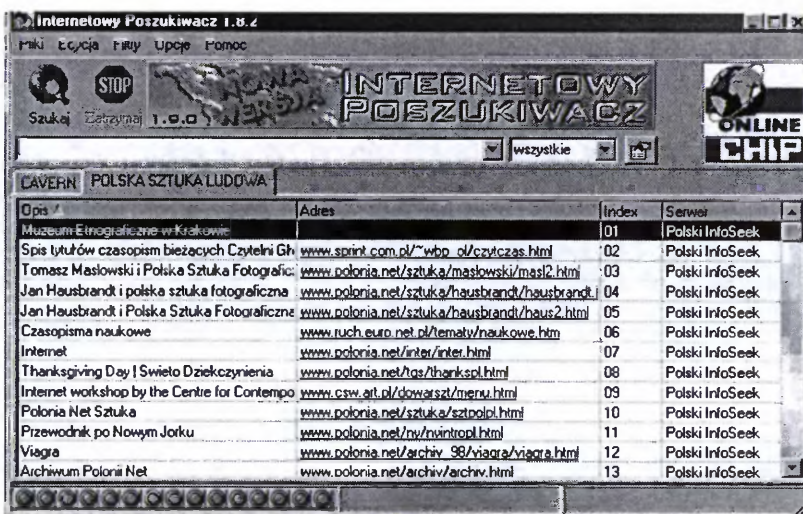 Internetowy Poszukiwacz 1.8.2
Pliki Edycja Filtry Opcje Pomoc
Szukaj
STOP
Zatrzymaj
NOWA WERSJA
1.9.0
INTERNETOWY
POSZUKIWACZ
ONLINE
CHIP
wszystkie
CAVERN POLSKA SZTUKA LUDOWA
Opis Adres Index Serwer
Muzeum Etnograficzne w Krakowie 01 Polski InfoSeek
Spis tytułów czasopism bieżących Czytelni Gł www.sprint.com.pl/~wbp_ol/czytczas.html 02 Polski InfoSeek
Tomasz Maslowski i Polska Sztuka Fotografic: www.polonia.net/sztuka/maslowski/masl2.html 03 Polski InfoSeek
Jan Hausbrandt i polska sztuka fotograficzna www.polonia.net/sztuka/hausbrandt/hausbrandt. 04 Polski InfoSeek
Jan Hausbrandt i Polska Sztuka Fotograficzna www.polonia.net/sztuka/hausbrandt/haus2.html 05 Polski InfoSeek
Czasopisma naukowe www.ruch.euro.net.pl/tematy/naukowe.htm 06 Polski InfoSeek
Internet www.polonia.net/inter/inter.html 07 Polski InfoSeek
Thanksgiving Day | Swieto Dziekczynienia www.polonia.net/tgs/thankspl.html 08 Polski InfoSeek
Internet workshop by the Centre for Contempo www.csw.art.pl/dowarszt/menu.html 09 Polski InfoSeek
Polonia Net Sztuka www.polonia.net/sztuka/sztpolpl.html 10 Polski InfoSeek
Przewodnik po Nowym Jorku www.polonia.net/ny/nyintropl.html 11 Polski InfoSeek
Viagra www.polonia.net/archiv_98/viagra/viagra.html 12 Polski InfoSeek
Archiwum Polonii Net www.polonia.net/archiv/archiv.html 13 Polski InfoSeek